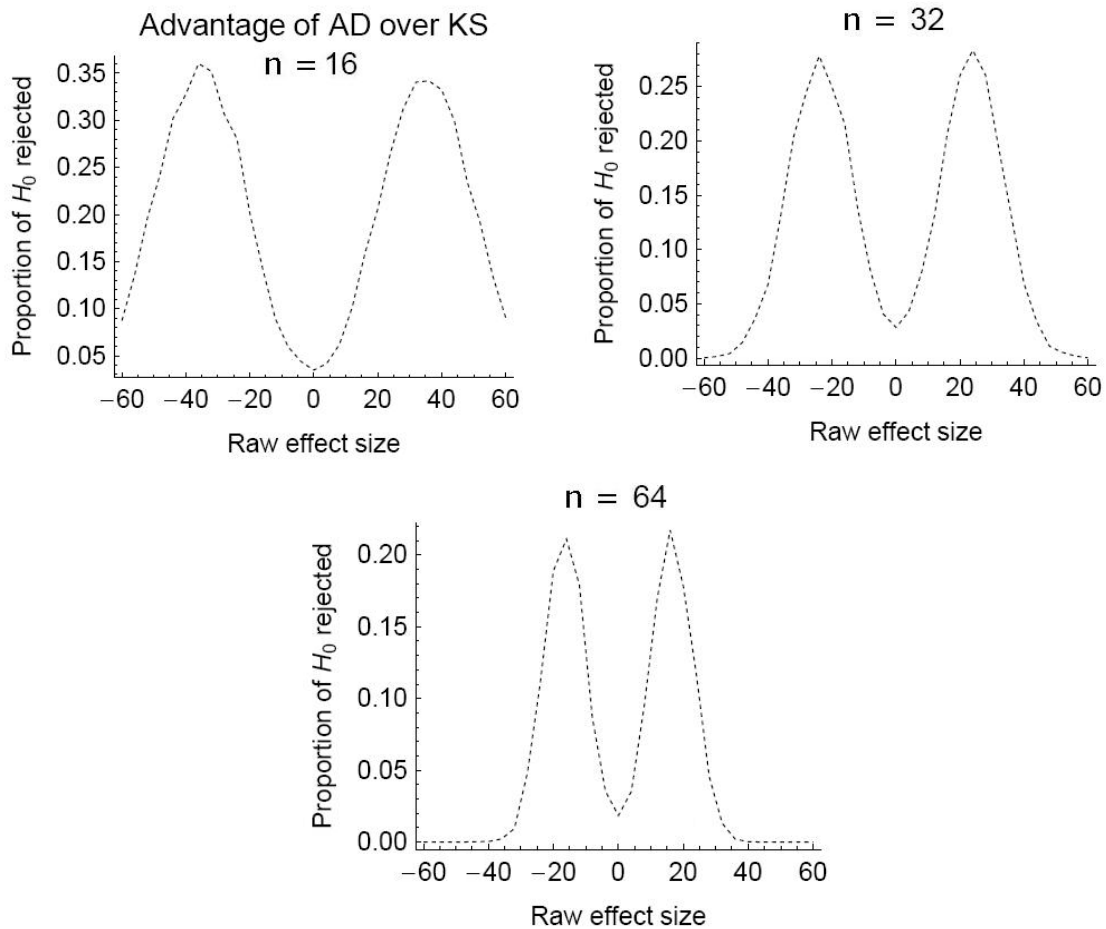 Advantage of AD over KS
n = 16
Proportion of H0 rejected
0.35
0.30
0.25
0.20
0.15
0.10
0.05
−60 −40 −20 0 20 40 60
Raw effect size
n = 32
Proportion of H0 rejected
0.25
0.20
0.15
0.10
0.05
0.00
−60 −40 −20 0 20 40 60
Raw effect size
n = 64
Proportion of H0 rejected
0.20
0.15
0.10
0.05
0.00
−60 −40 −20 0 20 40 60
Raw effect size